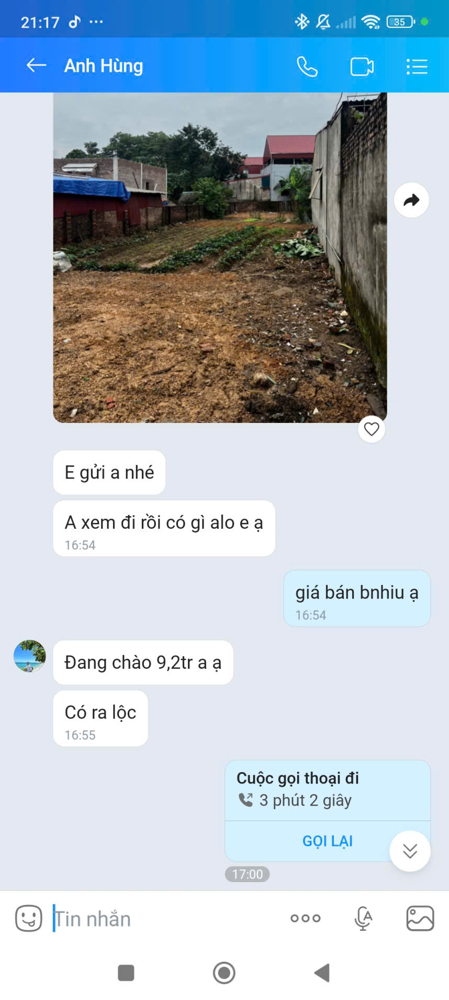 21:17
35
Anh Hùng
E gửi a nhé
A xem đi rồi có gì alo e ạ
16:54
giá bán bnhiu ạ
16:54
Đang chào 9,2tr a ạ
Có ra lộc
16:55
Cuộc gọi thoại đi
3 phút 2 giây
GỌI LẠI
17:00
Tin nhắn